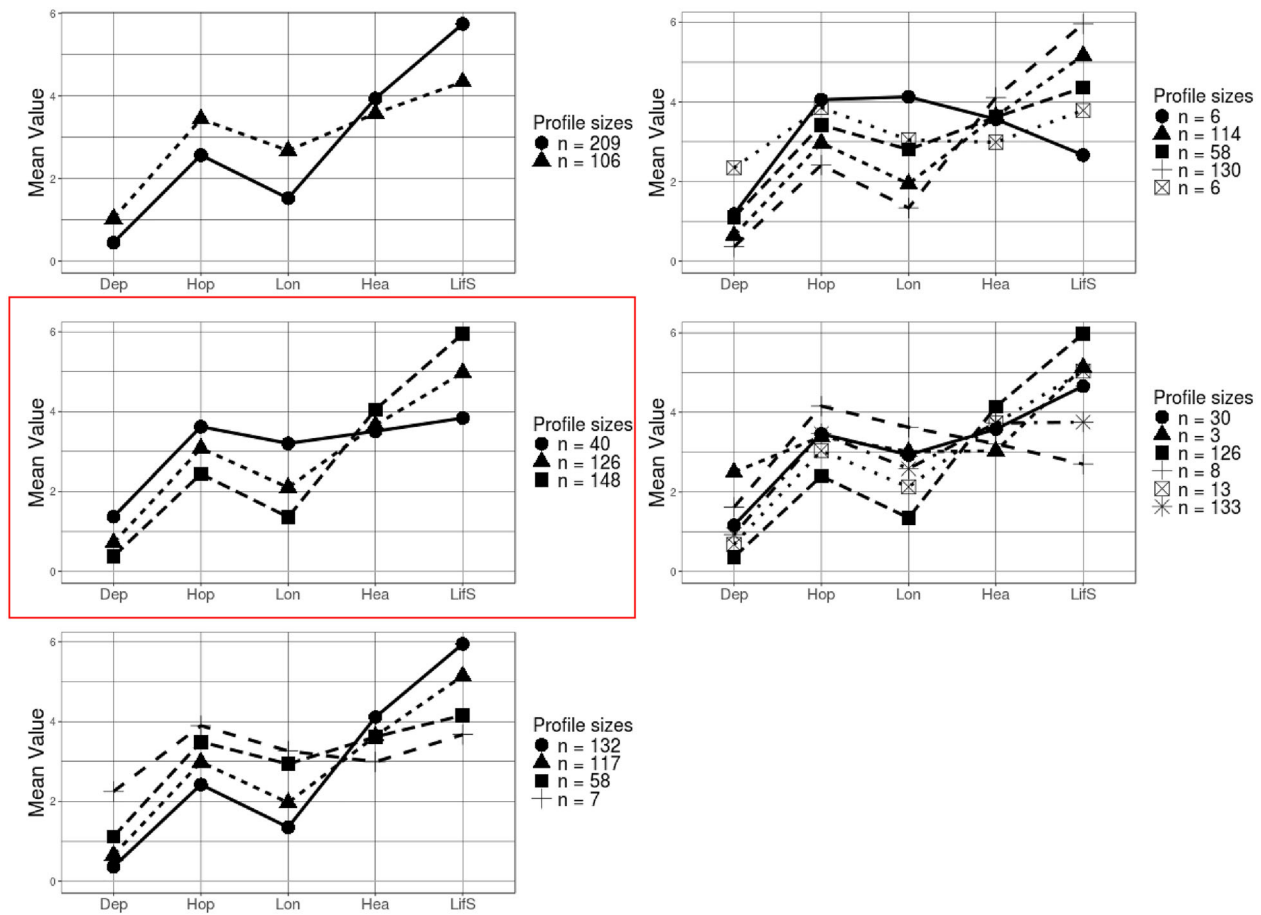 Mean Value
6
4
2
0
Dep Hop Lon Hea LifS
Profile sizes
n = 209
n = 106
Mean Value
6
4
2
0
Dep Hop Lon Hea LifS
Profile sizes
n = 6
n = 114
n = 58
n = 130
n = 6
Mean Value
6
4
2
0
Dep Hop Lon Hea LifS
Profile sizes
n = 40
n = 126
n = 148
Mean Value
6
4
2
0
Dep Hop Lon Hea LifS
Profile sizes
n = 30
n = 3
n = 126
n = 8
n = 13
n = 133
Mean Value
6
4
2
0
Dep Hop Lon Hea LifS
Profile sizes
n = 132
n = 117
n = 58
n = 7